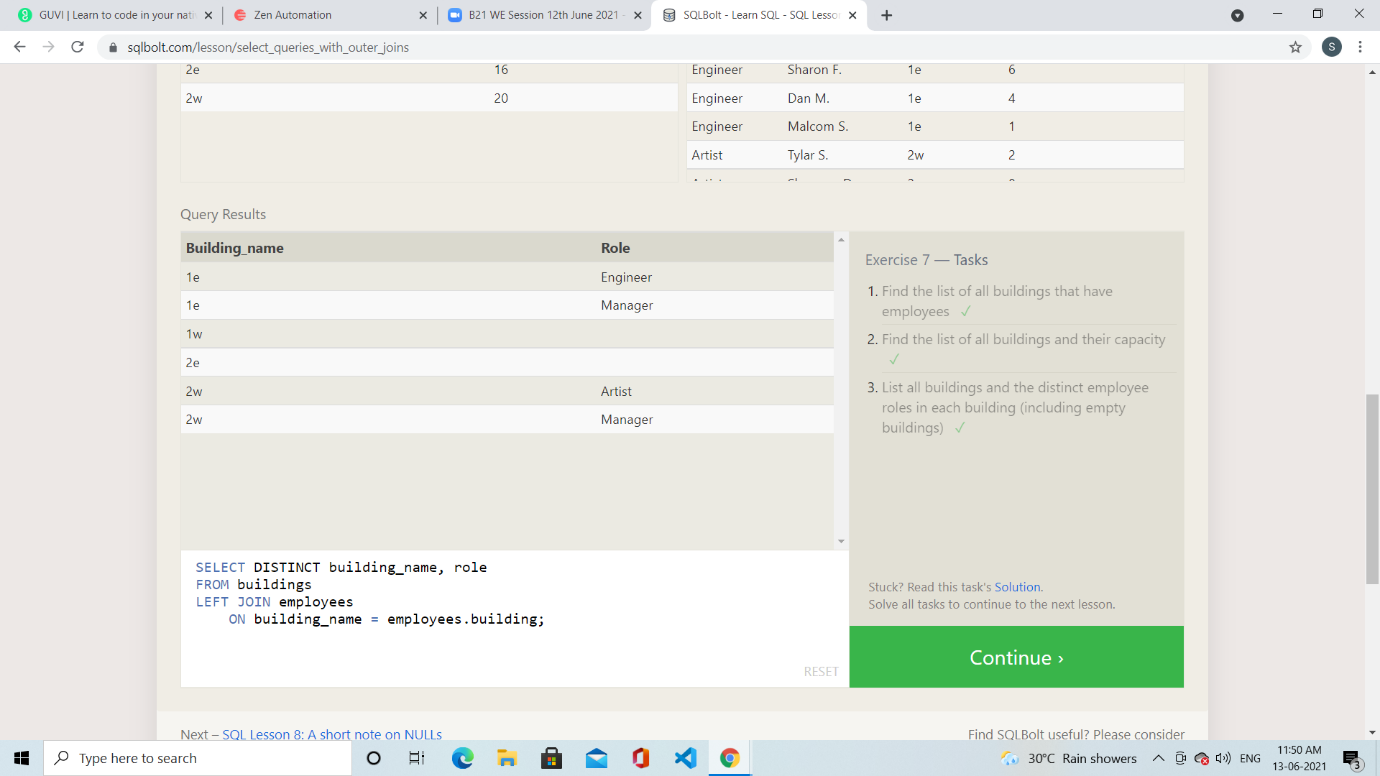 GUVI | Learn to code in your nati
Zen Automation
B21 WE Session 12th June 2021 -
SQLBolt - Learn SQL - SQL Lesso
sqlbolt.com/lesson/select_queries_with_outer_joins
S
2e 16
2w 20
Engineer Sharon F. 1e 6
Engineer Dan M. 1e 4
Engineer Malcom S. 1e 1
Artist Tylar S. 2w 2
Query Results
Building_name Role
1e Engineer
1e Manager
1w
2e
2w Artist
2w Manager
Exercise 7 — Tasks
1. Find the list of all buildings that have
employees ✓
2. Find the list of all buildings and their capacity
✓
3. List all buildings and the distinct employee
roles in each building (including empty
buildings) ✓
SELECT DISTINCT building_name, role
FROM buildings
LEFT JOIN employees
ON building_name = employees.building;
RESET
Stuck? Read this task's Solution.
Solve all tasks to continue to the next lesson.
Continue ›
Next – SQL Lesson 8: A short note on NULLs
Find SQLBolt useful? Please consider
Type here to search
30°C Rain showers
ENG
11:50 AM
13-06-2021
3